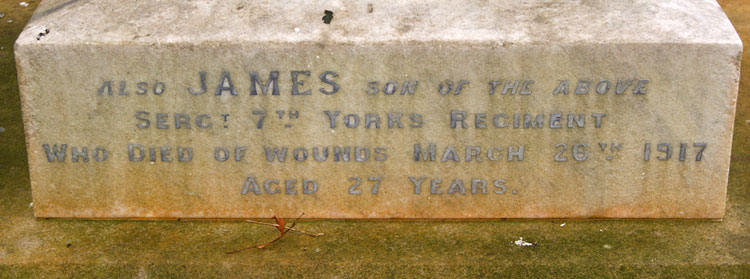 Also JAMES son of the above
Sergt 7th Yorks Regiment
Who Died of wounds March 26th 1917
Aged 27 Years.